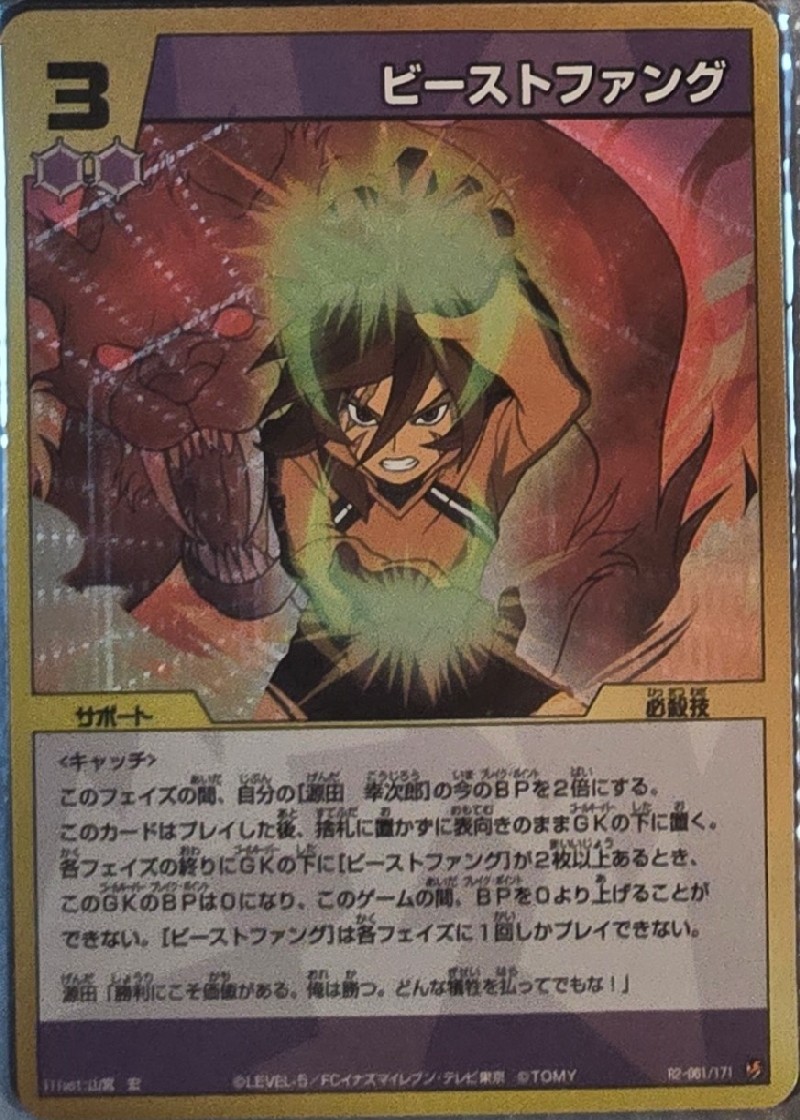 3
ビーストファング
サポート
必殺技
<キャッチ>
このフェイズの間、自分の[源田 幸次郎]の今のBPを2倍にする。
このカードはプレイした後、捨札に置かずに表向きのままGKの下に置く。
各フェイズの終りにGKの下に[ビーストファング]が2枚以上あるとき、
このGKのBPは0になり、このゲームの間、BPを0より上げることが
できない。[ビーストファング]は各フェイズに1回しかプレイできない。
源田「勝利にこそ価値がある。俺は勝つ。どんな犠牲を払ってでもな!」
Illust:山宮 宏
©LEVEL-5/FCイナズマイレブン・テレビ東京 ©TOMY
R2-061/171